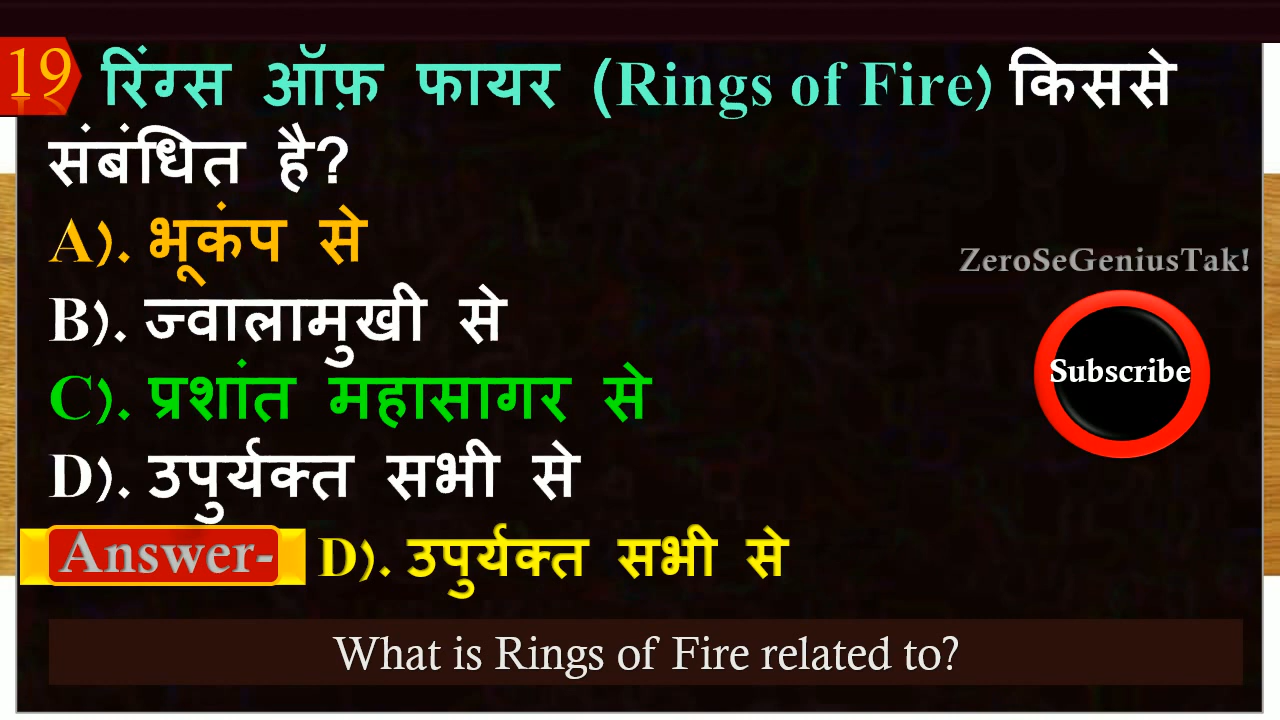 19 रिंग्स ऑफ़ फायर (Rings of Fire) किससे
संबंधित है?
A). भूकंप से
ZeroSeGeniusTak!
B). ज्वालामुखी से
Subscribe
C). प्रशांत महासागर से
D). उपुर्यक्त सभी से
Answer- D). उपुर्यक्त सभी से
What is Rings of Fire related to?